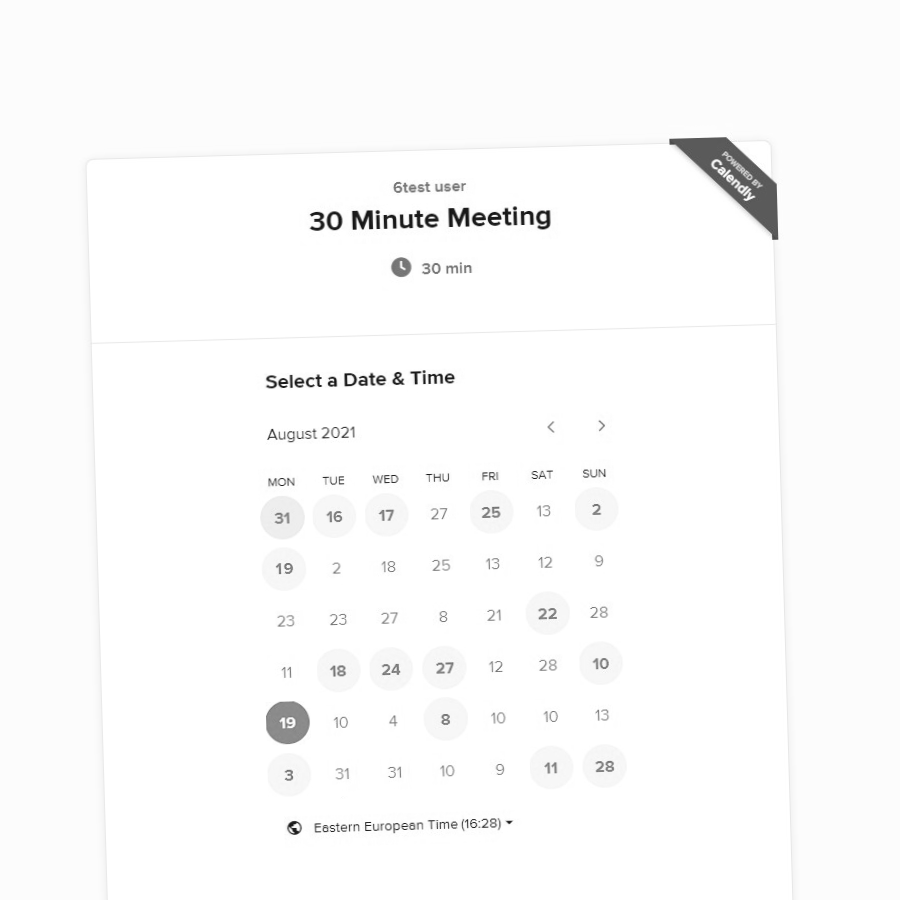 POWERED BY
Calendly
6test user
30 Minute Meeting
30 min
Select a Date & Time
August 2021
MON TUE WED THU FRI SAT SUN
31 16 17 27 25 13 2
19 2 18 25 13 12 9
23 23 27 8 21 22 28
11 18 24 27 12 28 10
19 10 4 8 10 10 13
3 31 31 10 9 11 28
Eastern European Time (16:28)